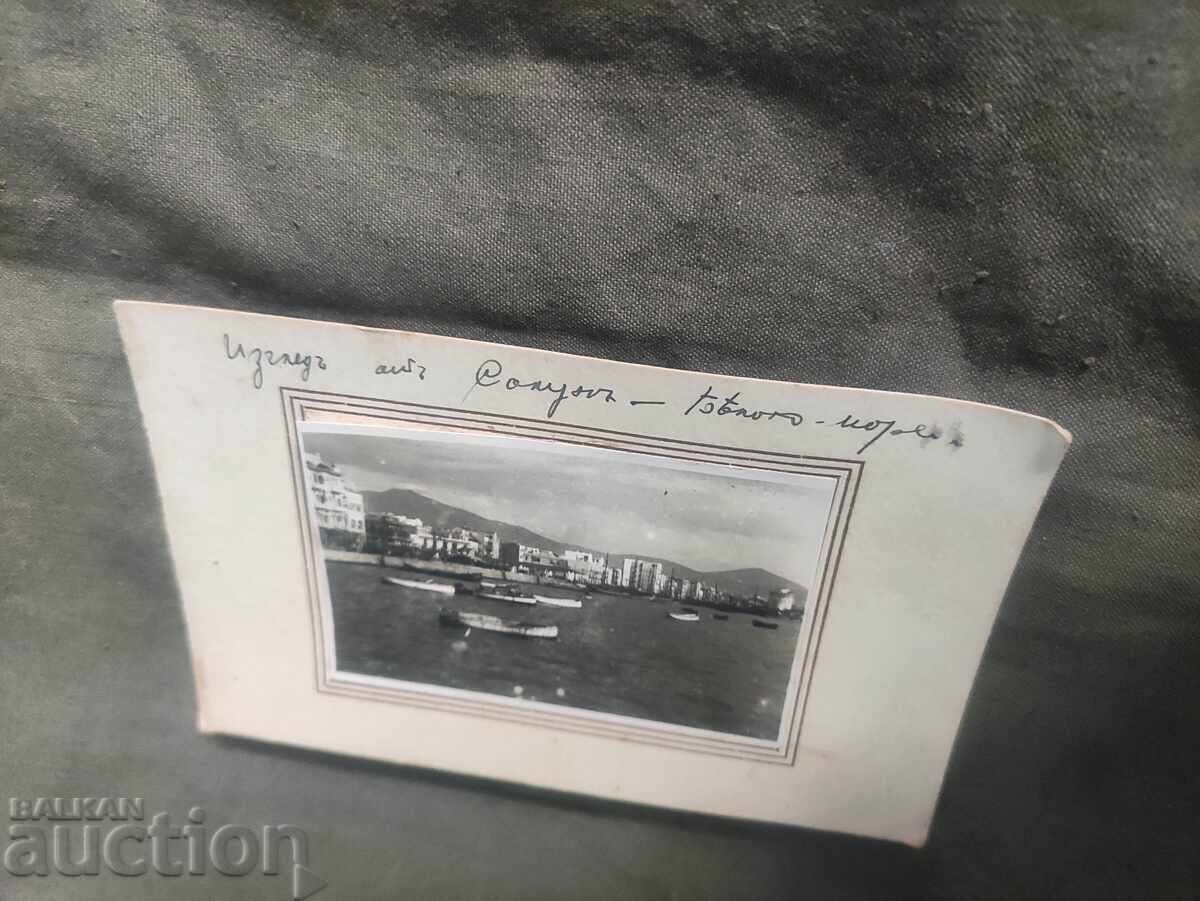 Изгледъ отъ Солунъ – Бѣлото-море.
BALKAN
auction